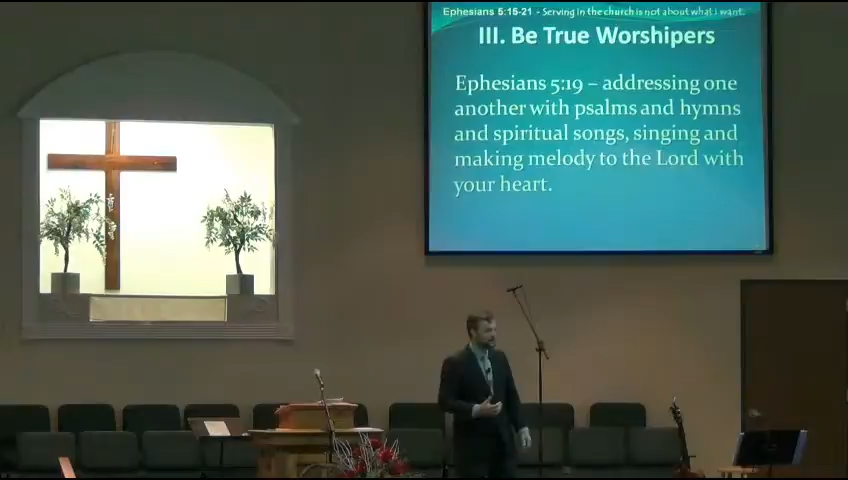 Ephesians 5:15-21 - Serving in the church is not about what i want.
III. Be True Worshipers
Ephesians 5:19 – addressing one
another with psalms and hymns
and spiritual songs, singing and
making melody to the Lord with
your heart.